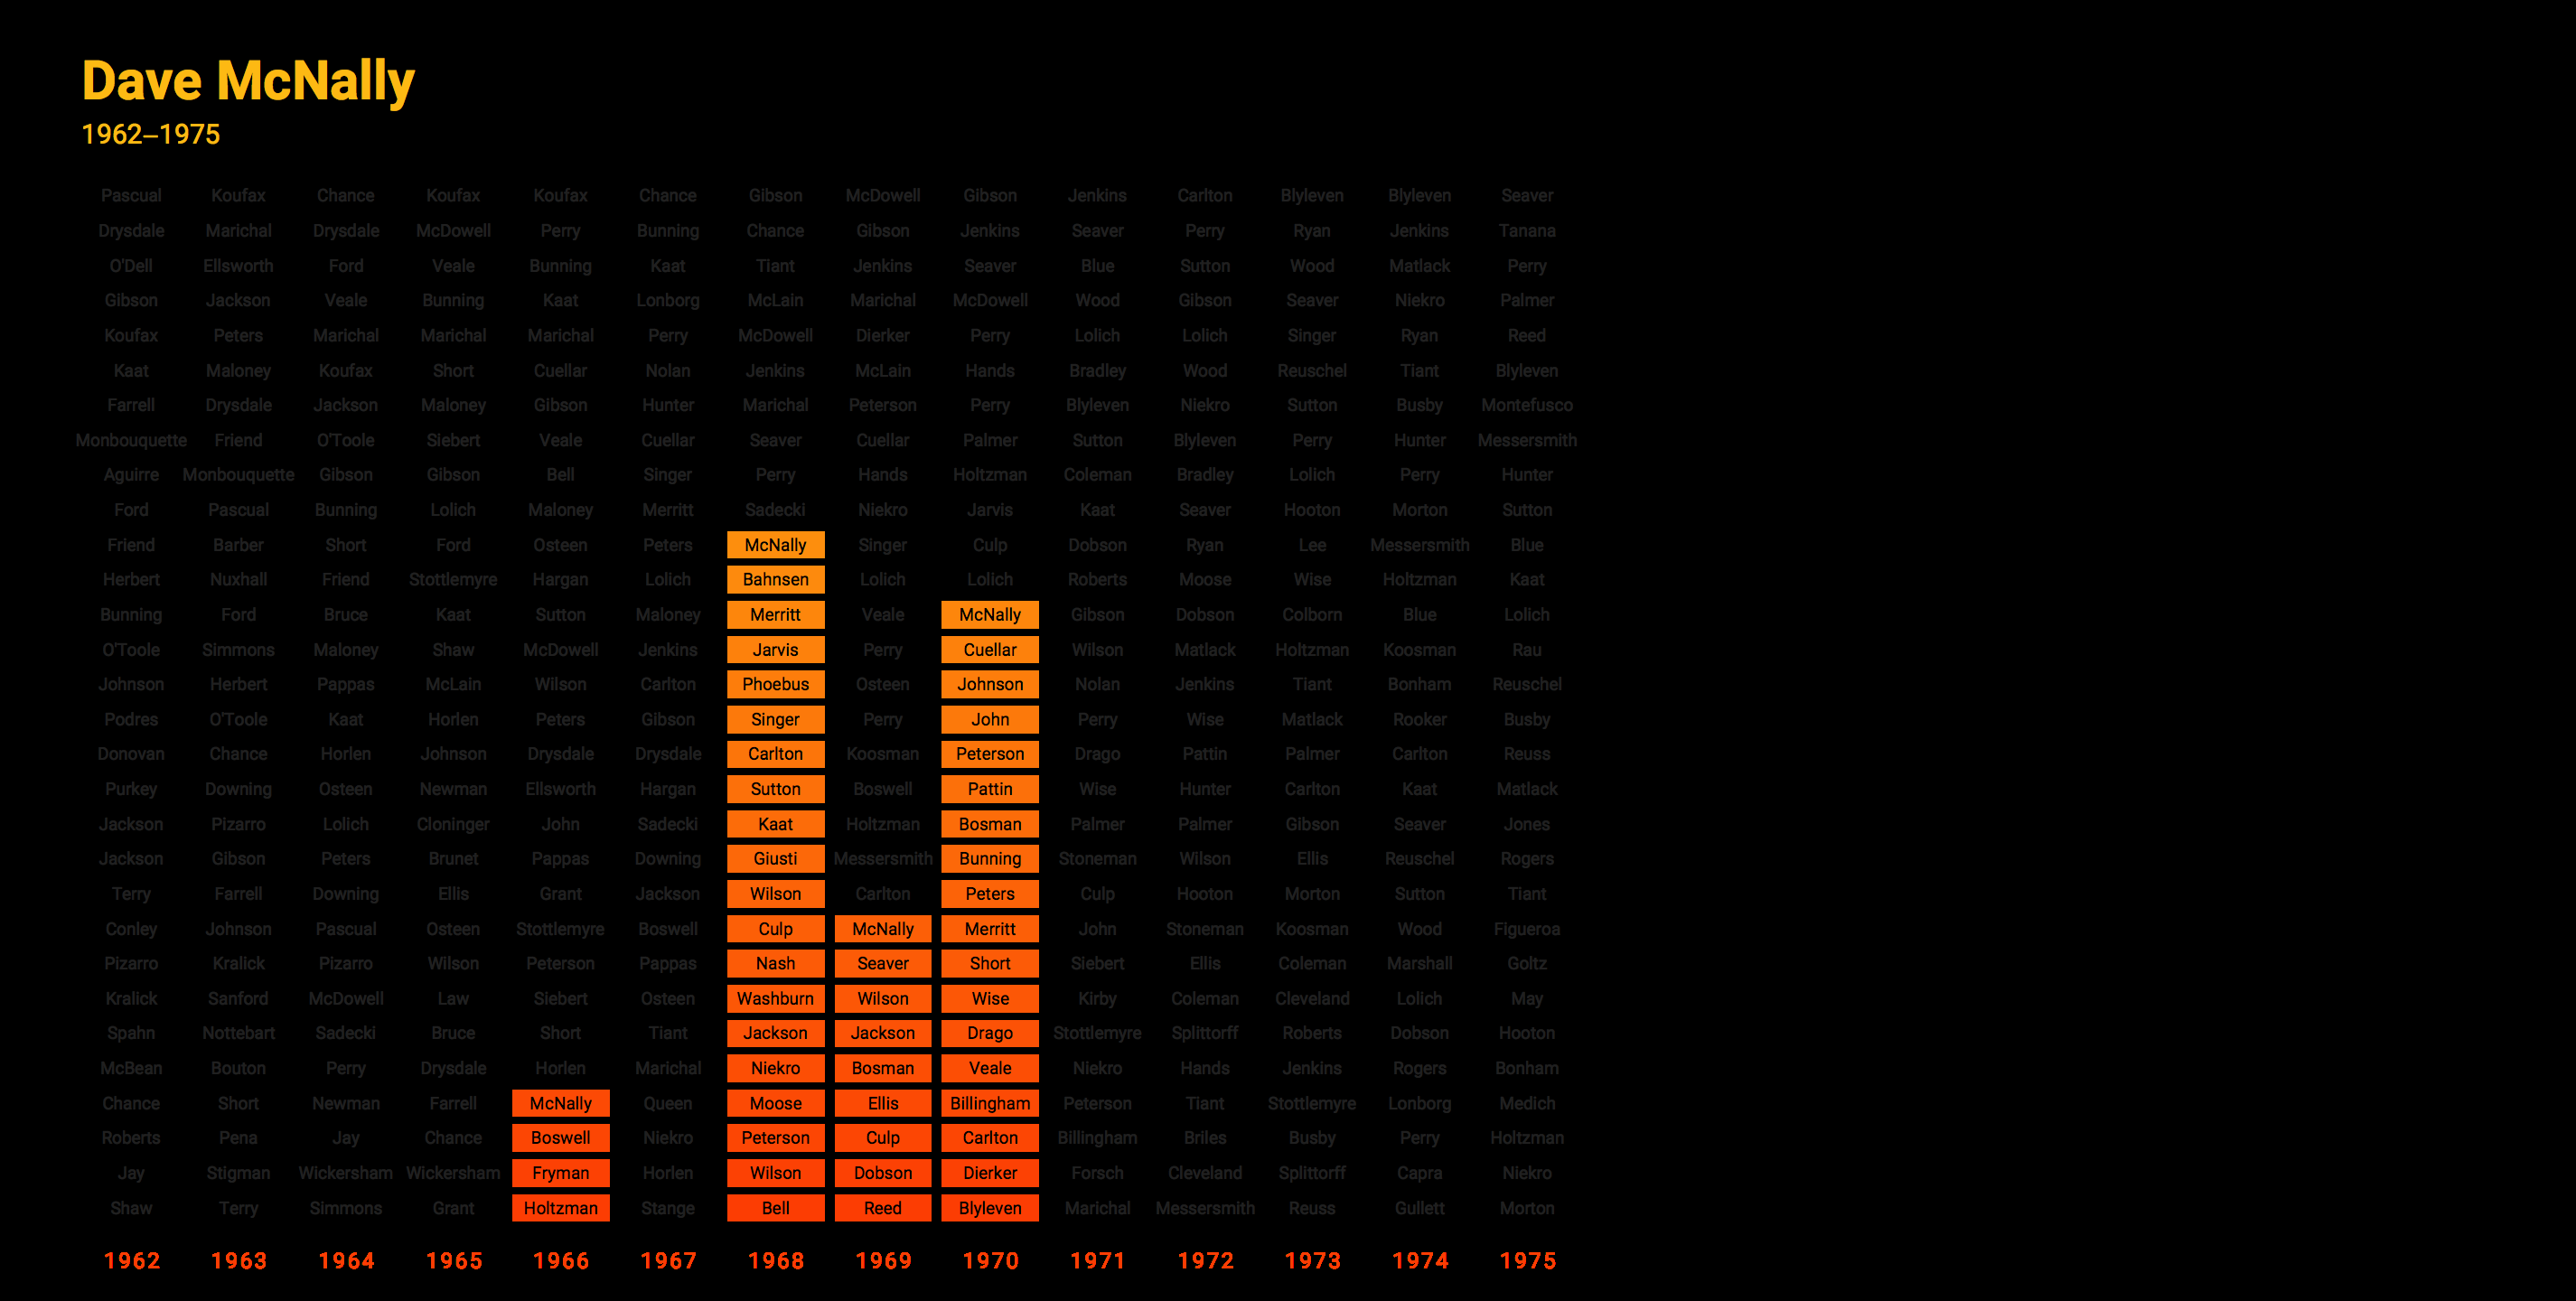 Dave McNally
1962–1975
Pascual Koufax Chance Koufax Koufax Chance Gibson McDowell Gibson Jenkins Carlton Blyleven Blyleven Seaver
Drysdale Marichal Drysdale McDowell Perry Bunning Chance Gibson Jenkins Seaver Perry Ryan Jenkins Tanana
O'Dell Ellsworth Ford Veale Bunning Kaat Tiant Jenkins Seaver Blue Sutton Wood Matlack Perry
Gibson Jackson Veale Bunning Kaat Lonborg McLain Marichal McDowell Wood Gibson Seaver Niekro Palmer
Koufax Peters Marichal Marichal Marichal Perry McDowell Dierker Perry Lolich Lolich Singer Ryan Reed
Kaat Maloney Koufax Short Cuellar Nolan Jenkins McLain Hands Bradley Wood Reuschel Tiant Blyleven
Farrell Drysdale Jackson Maloney Gibson Hunter Marichal Peterson Perry Blyleven Niekro Sutton Busby Montefusco
Monbouquette Friend O'Toole Siebert Veale Cuellar Seaver Cuellar Palmer Sutton Blyleven Perry Hunter Messersmith
Aguirre Monbouquette Gibson Gibson Bell Singer Perry Hands Holtzman Coleman Bradley Lolich Perry Hunter
Ford Pascual Bunning Lolich Maloney Merritt Sadecki Niekro Jarvis Kaat Seaver Hooton Morton Sutton
Friend Barber Short Ford Osteen Peters McNally Singer Culp Dobson Ryan Lee Messersmith Blue
Herbert Nuxhall Friend Stottlemyre Hargan Lolich Bahnsen Lolich Lolich Roberts Moose Wise Holtzman Kaat
Bunning Ford Bruce Kaat Sutton Maloney Merritt Veale McNally Gibson Dobson Colborn Blue Lolich
O'Toole Simmons Maloney Shaw McDowell Jenkins Jarvis Perry Cuellar Wilson Matlack Holtzman Koosman Rau
Johnson Herbert Pappas McLain Wilson Carlton Phoebus Osteen Johnson Nolan Jenkins Tiant Bonham Reuschel
Podres O'Toole Kaat Horlen Peters Gibson Singer Perry John Perry Wise Matlack Rooker Busby
Donovan Chance Horlen Johnson Drysdale Drysdale Carlton Koosman Peterson Drago Pattin Palmer Carlton Reuss
Purkey Downing Osteen Newman Ellsworth Hargan Sutton Boswell Pattin Wise Hunter Carlton Kaat Matlack
Jackson Pizarro Lolich Cloninger John Sadecki Kaat Holtzman Bosman Palmer Palmer Gibson Seaver Jones
Jackson Gibson Peters Brunet Pappas Downing Giusti Messersmith Bunning Stoneman Wilson Ellis Reuschel Rogers
Terry Farrell Downing Ellis Grant Jackson Wilson Carlton Peters Culp Hooton Morton Sutton Tiant
Conley Johnson Pascual Osteen Stottlemyre Boswell Culp McNally Merritt John Stoneman Koosman Wood Figueroa
Pizarro Kralick Pizarro Wilson Peterson Pappas Nash Seaver Short Siebert Ellis Coleman Marshall Goltz
Kralick Sanford McDowell Law Siebert Osteen Washburn Wilson Wise Kirby Coleman Cleveland Lolich May
Spahn Nottebart Sadecki Bruce Short Tiant Jackson Jackson Drago Stottlemyre Splittorff Roberts Dobson Hooton
McBean Bouton Perry Drysdale Horlen Marichal Niekro Bosman Veale Niekro Hands Jenkins Rogers Bonham
Chance Short Newman Farrell McNally Queen Moose Ellis Billingham Peterson Tiant Stottlemyre Lonborg Medich
Roberts Pena Jay Chance Boswell Niekro Peterson Culp Carlton Billingham Briles Busby Perry Holtzman
Jay Stigman Wickersham Wickersham Fryman Horlen Wilson Dobson Dierker Forsch Cleveland Splittorff Capra Niekro
Shaw Terry Simmons Grant Holtzman Stange Bell Reed Blyleven Marichal Messersmith Reuss Gullett Morton
1962 1963 1964 1965 1966 1967 1968 1969 1970 1971 1972 1973 1974 1975